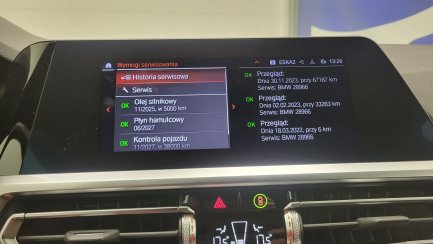 Wymogi serwisowania
ESKA2
13:28
Historia serwisowa
Serwis
OK Olej silnikowy
11/2025, w 5000 km
OK Płyn hamulcowy
06/2027
OK Kontrola pojazdu
11/2027, w 38000 km
OK Przegląd:
Dnia 30.11.2023, przy 67187 km
Serwis: BMW 28966
OK Przegląd:
Dnia 02.02.2023, przy 33263 km
Serwis: BMW 28966
OK Przegląd:
Dnia 18.03.2022, przy 6 km
Serwis: BMW 28966